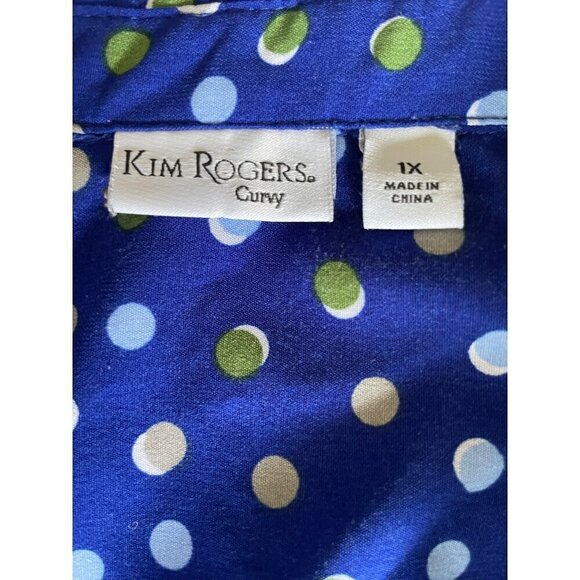 KIM ROGERS®
Curvy
1X
MADE IN
CHINA